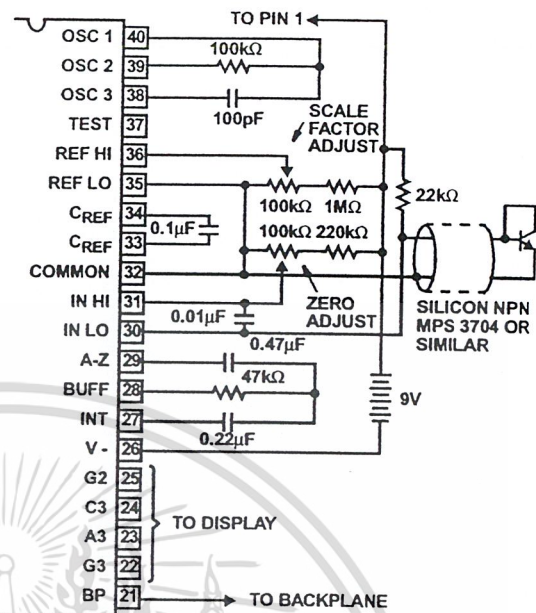 TO PIN 1
OSC 1 40
100kΩ
OSC 2 39
OSC 3 38
100pF
TEST 37
SCALE
FACTOR
ADJUST
REF HI 36
REF LO 35
100kΩ 1MΩ
22kΩ
CREF 34
0.1µF
CREF 33
100kΩ 220kΩ
COMMON 32
IN HI 31
0.01µF
ZERO
ADJUST
SILICON NPN
MPS 3704 OR
SIMILAR
IN LO 30
0.47µF
A-Z 29
47kΩ
BUFF 28
9V
INT 27
0.22µF
V - 26
G2 25
C3 24
TO DISPLAY
A3 23
G3 22
BP 21
TO BACKPLANE